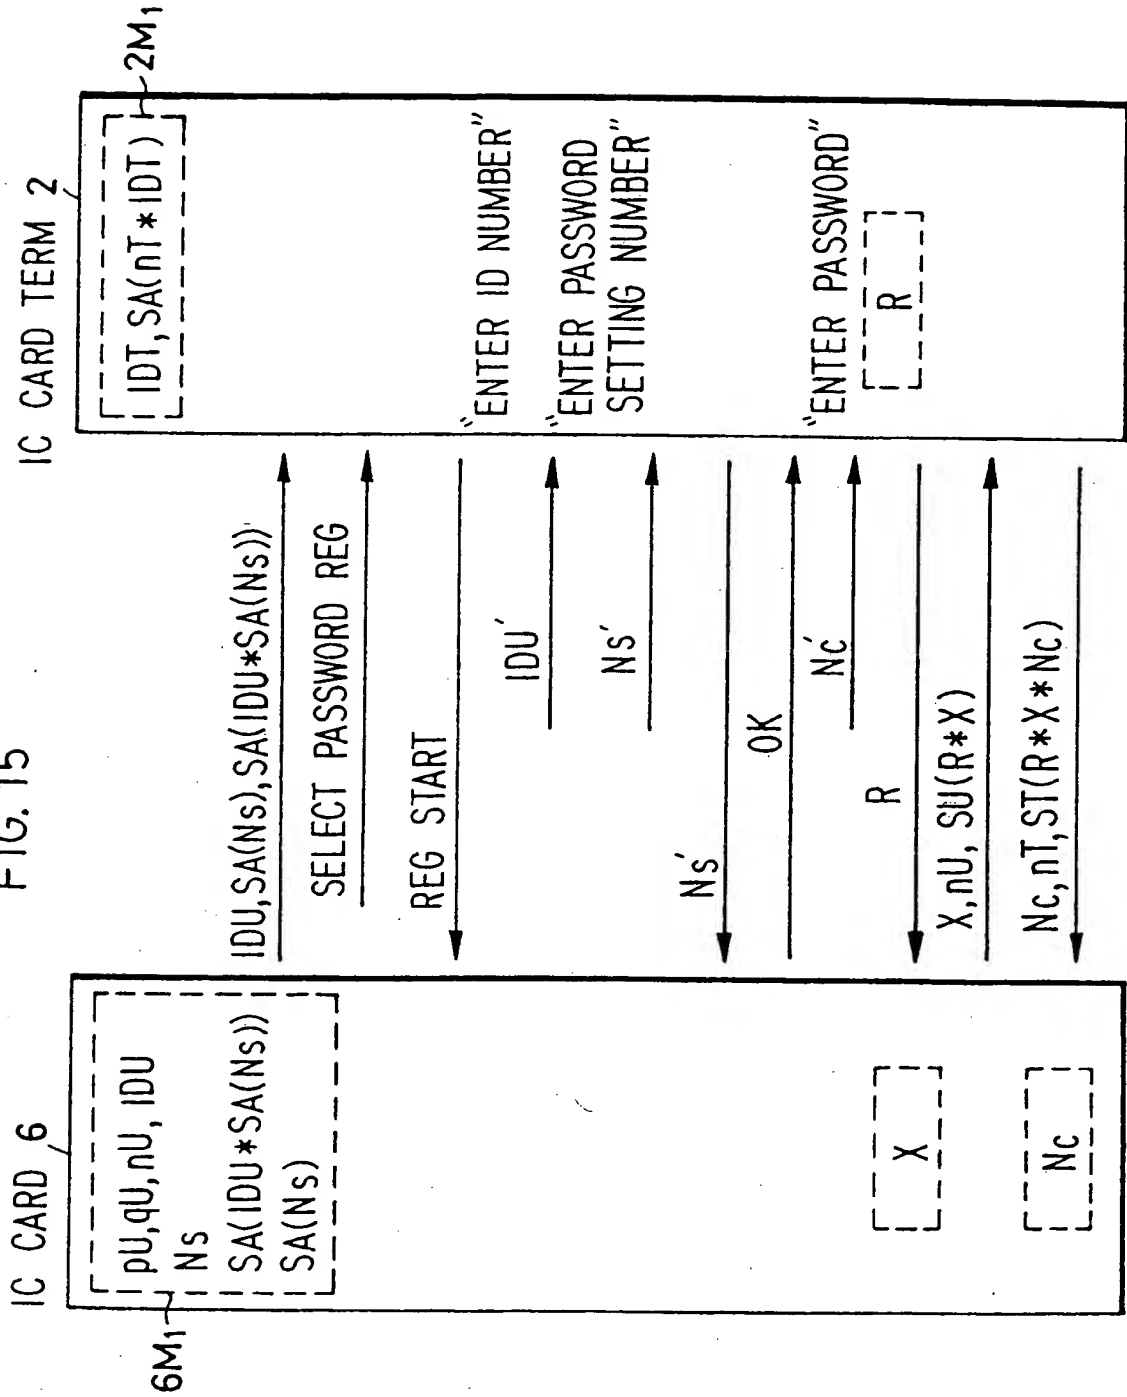 FIG. 15
IC CARD 6
IC CARD TERM 2
6M1
pU,qU,nU, IDU
Ns
SA(IDU*SA(Ns))
SA(Ns)
2M1
IDT,SA(nT*IDT)
IDU,SA(Ns),SA(IDU*SA(Ns))
SELECT PASSWORD REG
REG START
"ENTER ID NUMBER"
IDU'
"ENTER PASSWORD
SETTING NUMBER"
Ns'
Ns'
OK
"ENTER PASSWORD"
Nc'
R
R
X
X,nU, SU(R*X)
Nc,nT,ST(R*X*Nc)
Nc